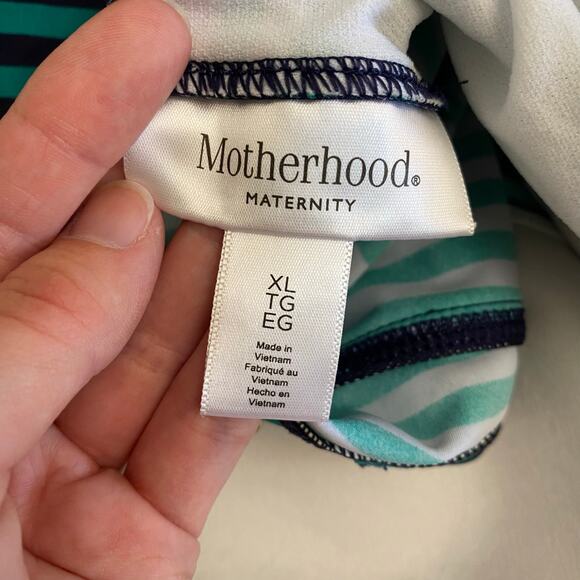 Motherhood®
MATERNITY
XL
TG
EG
Made in
Vietnam
Fabriqué au
Vietnam
Hecho en
Vietnam